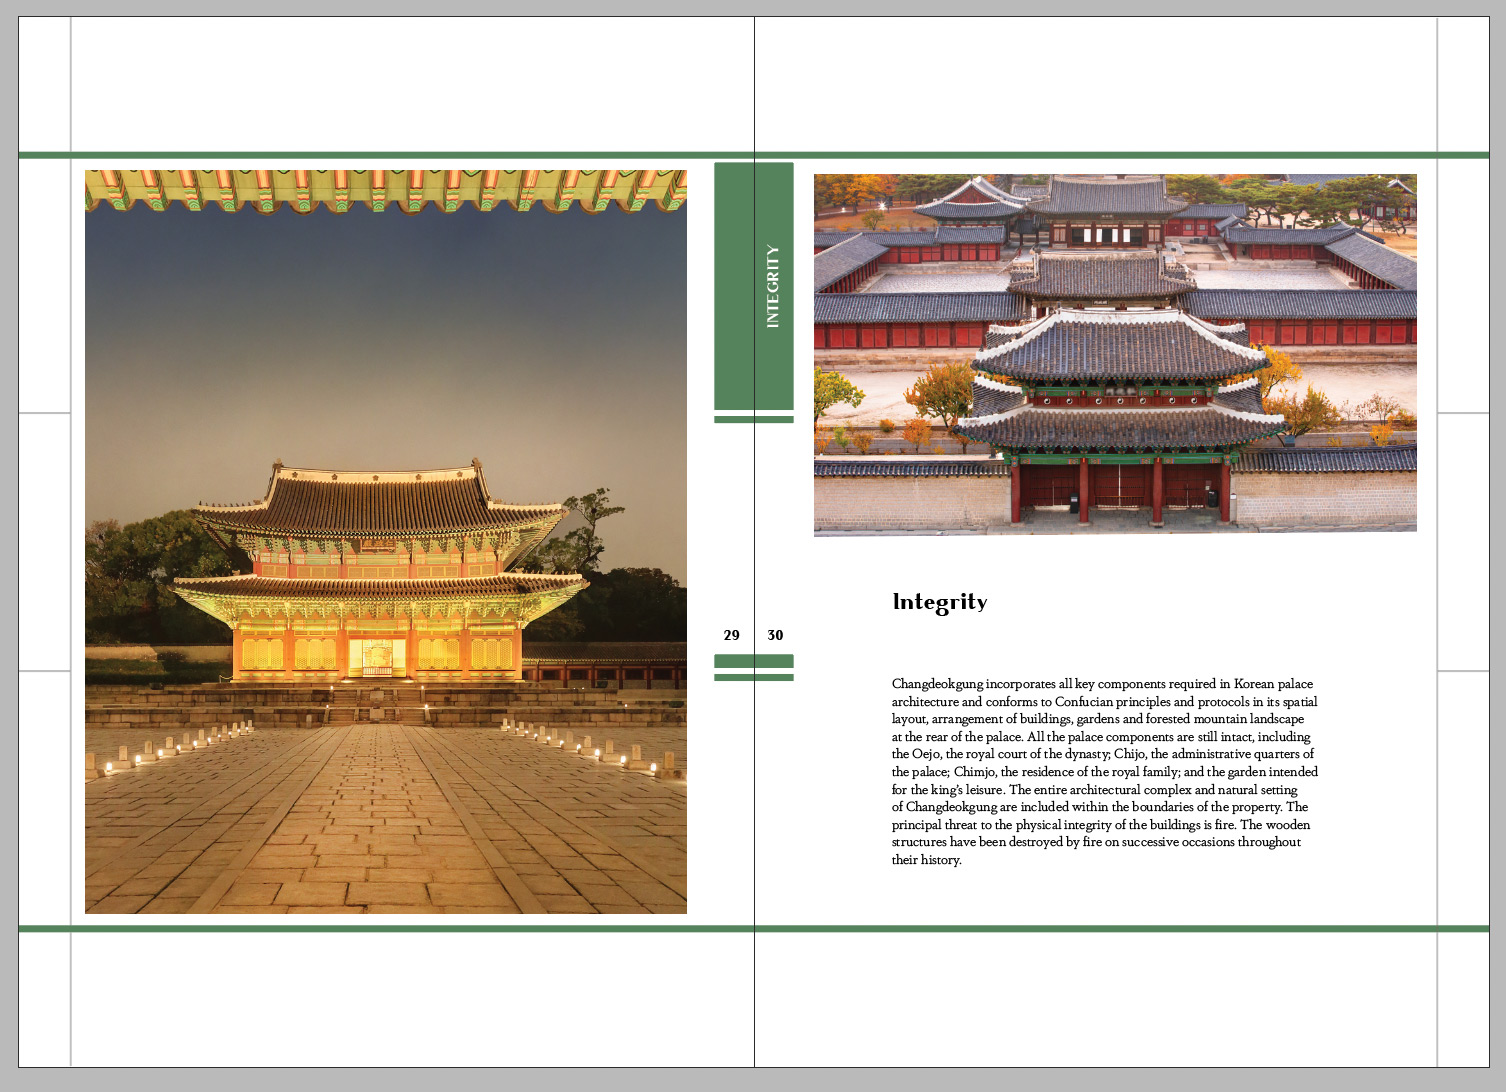 INTEGRITY
29 30
Integrity
Changdeokgung incorporates all key components required in Korean palace
architecture and conforms to Confucian principles and protocols in its spatial
layout, arrangement of buildings, gardens and forested mountain landscape
at the rear of the palace. All the palace components are still intact, including
the Oejo, the royal court of the dynasty; Chijo, the administrative quarters of
the palace; Chimjo, the residence of the royal family; and the garden intended
for the king's leisure. The entire architectural complex and natural setting
of Changdeokgung are included within the boundaries of the property. The
principal threat to the physical integrity of the buildings is fire. The wooden
structures have been destroyed by fire on successive occasions throughout
their history.